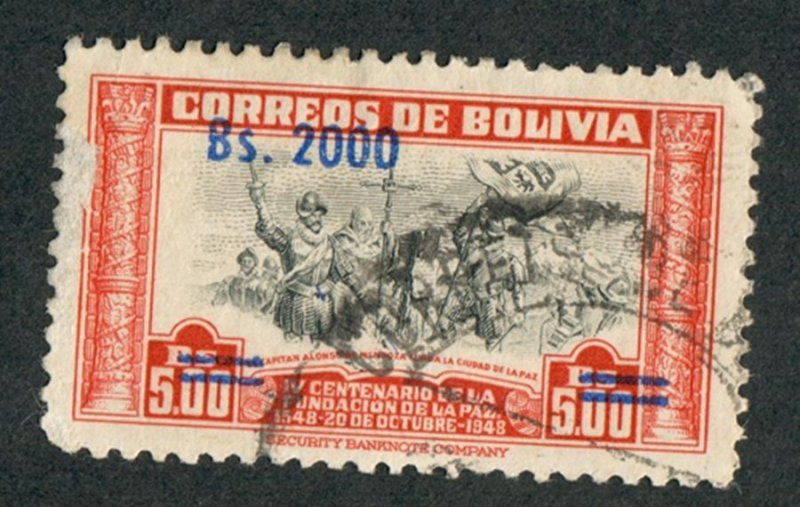 CORREOS DE BOLIVIA
Bs. 2000
CAPITAN ALONSO DE MENDOZA FUNDA LA CIUDAD DE LA PAZ
5.00
5.00
IV CENTENARIO DE LA
FUNDACION DE LA PAZ
1548-20 DE OCTUBRE-1948
SECURITY BANKNOTE COMPANY